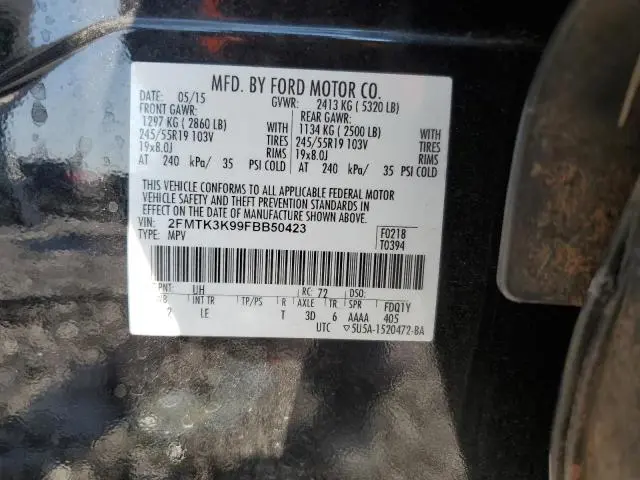 MFD. BY FORD MOTOR CO.
DATE: 05/15 GVWR: 2413 KG ( 5320 LB)
FRONT GAWR: REAR GAWR:
1297 KG ( 2860 LB) WITH 1134 KG ( 2500 LB) WITH
245/55R19 103V TIRES 245/55R19 103V TIRES
19x8.0J RIMS 19x8.0J RIMS
AT 240 kPa/ 35 PSI COLD AT 240 kPa/ 35 PSI COLD
THIS VEHICLE CONFORMS TO ALL APPLICABLE FEDERAL MOTOR
VEHICLE SAFETY AND THEFT PREVENTION STANDARDS IN
EFFECT ON THE DATE OF MANUFACTURE SHOWN ABOVE.
VIN: 2FMTK3K99FBB50423 F0218
TYPE: MPV T0394
PNT: UH RC: 72 DSO:
INT TR TP/PS R AXLE TR SPR FDQ1Y
2 LE T 3D 6 AAAA 405
UTC ▽5U5A-1520472-BA